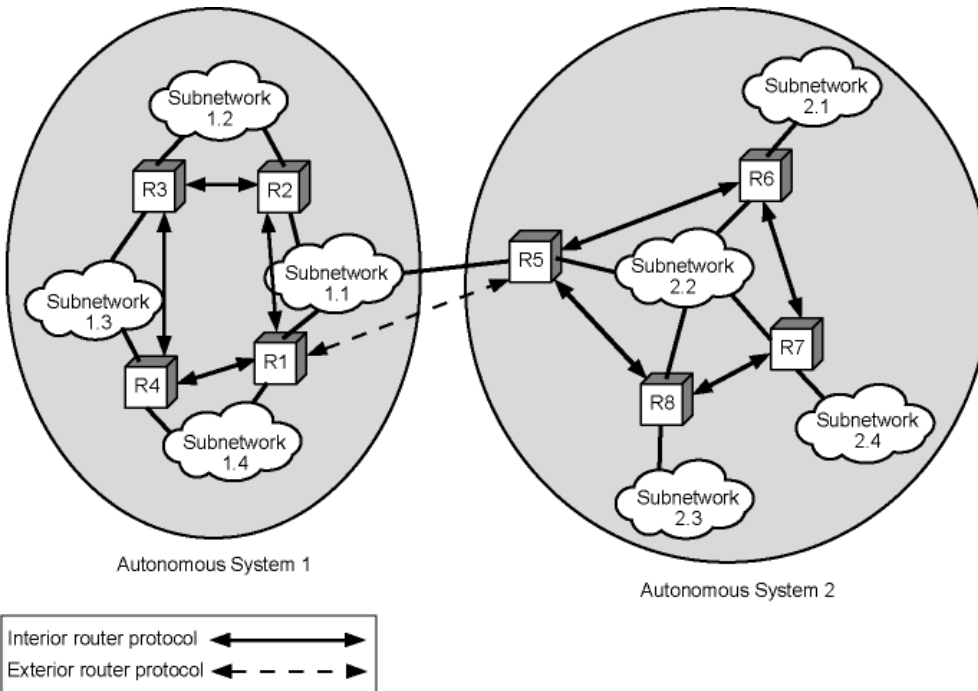 Subnetwork
1.2
R3
R2
Subnetwork
1.1
Subnetwork
1.3
R4
R1
Subnetwork
1.4
Autonomous System 1
Subnetwork
2.1
R6
R5
Subnetwork
2.2
R7
R8
Subnetwork
2.4
Subnetwork
2.3
Autonomous System 2
Interior router protocol
Exterior router protocol